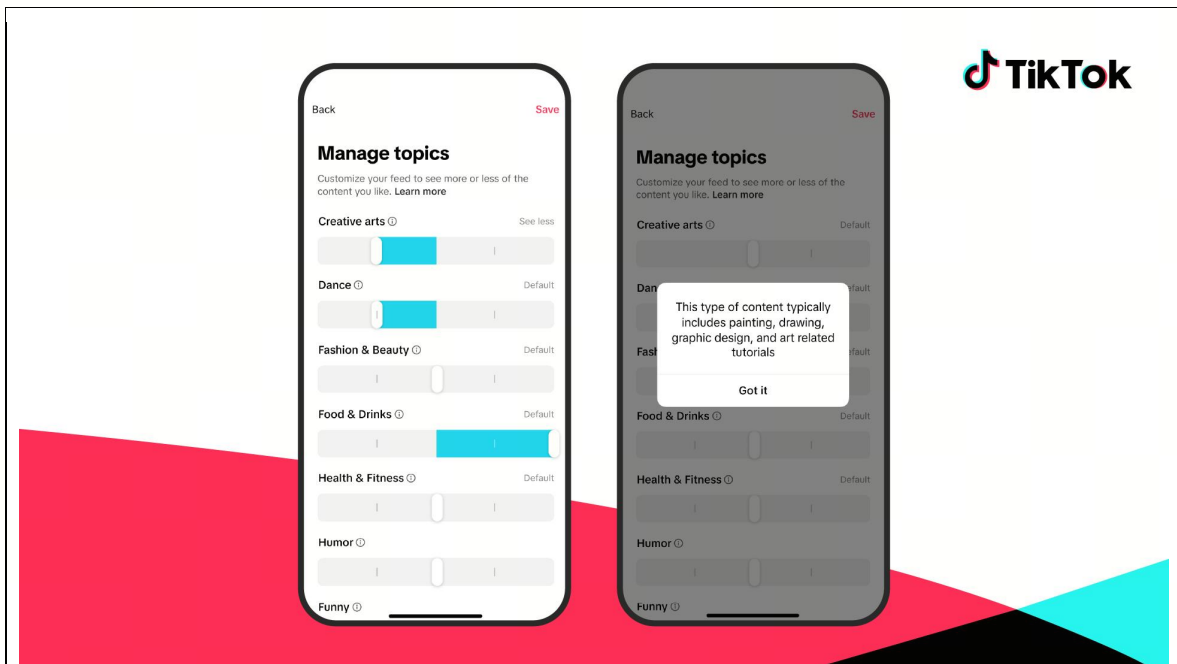 TikTok
Back
Save
Manage topics
Customize your feed to see more or less of the
content you like. Learn more
Creative arts
See less
Dance
Default
Fashion & Beauty
Default
Food & Drinks
Default
Health & Fitness
Default
Humor
Funny
Back
Save
Manage topics
Customize your feed to see more or less of the
content you like. Learn more
Creative arts
Default
Dan
efault
This type of content typically
includes painting, drawing,
graphic design, and art related
tutorials
Got it
Fash
efault
Food & Drinks
Default
Health & Fitness
Default
Humor
Funny